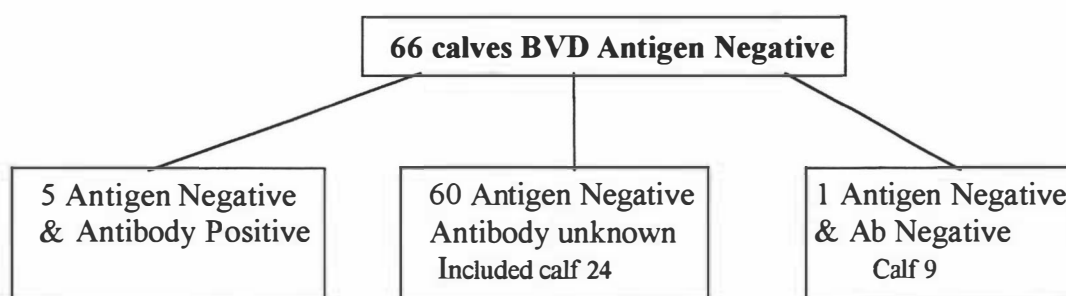 66 calves BVD Antigen Negative
5 Antigen Negative
& Antibody Positive
60 Antigen Negative
Antibody unknown
Included calf 24
1 Antigen Negative
& Ab Negative
Calf 9